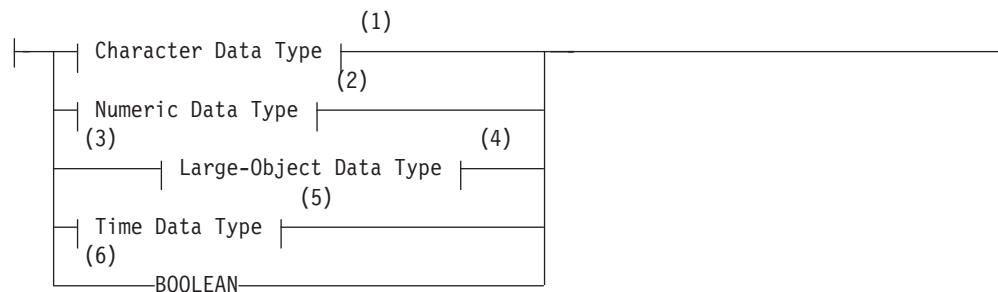 (1)
Character Data Type
(2)
Numeric Data Type
(3) (4)
Large-Object Data Type
(5)
Time Data Type
(6)
BOOLEAN